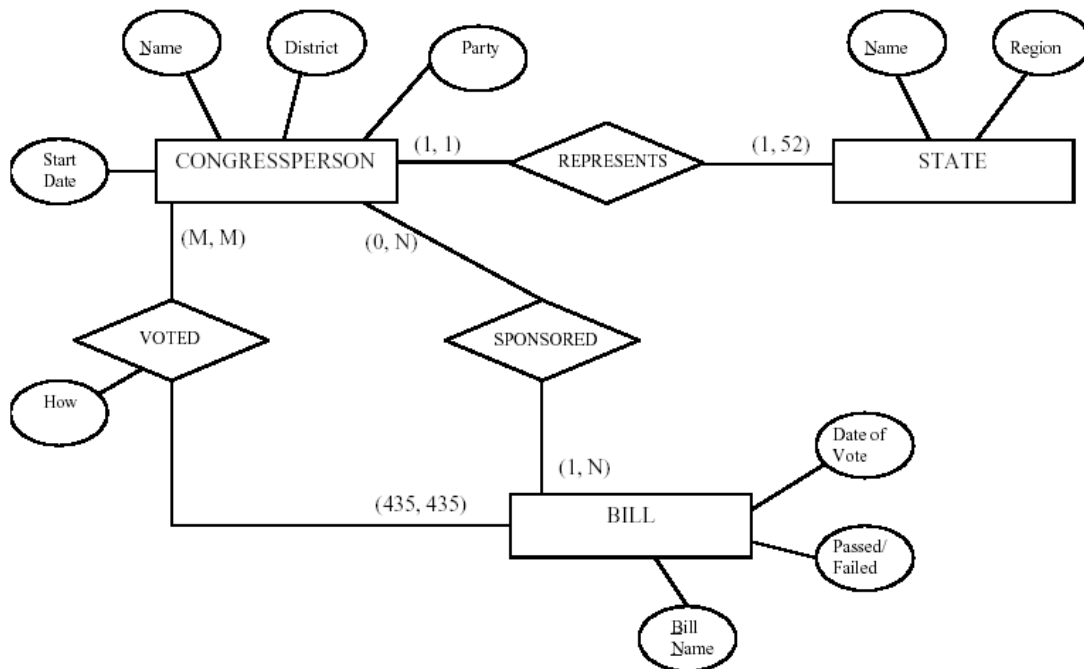 Name
District
Party
Name
Region
Start
Date
CONGRESSPERSON
(1, 1)
REPRESENTS
(1, 52)
STATE
(M, M)
(0, N)
VOTED
SPONSORED
How
Date of
Vote
(1, N)
(435, 435)
BILL
Passed/
Failed
Bill
Name